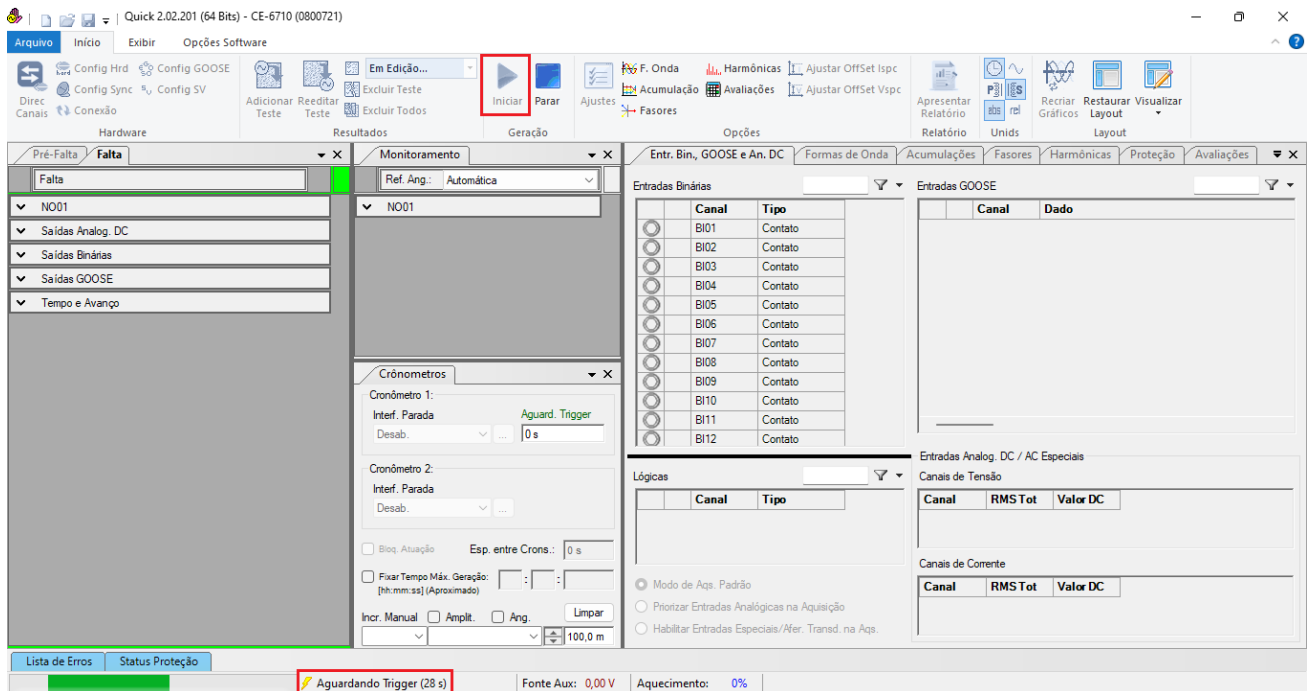 Quick 2.02.201 (64 Bits) - CE-6710 (0800721)
Arquivo Início Exibir Opções Software
Direc Canais
Config Hrd Config GOOSE
Config Sync Config SV
Conexão
Hardware
Adicionar Teste
Reeditar Teste
Em Edição...
Excluir Teste
Excluir Todos
Resultados
Iniciar Parar
Geração
Ajustes
F. Onda Harmônicas Ajustar OffSet Ispc
Acumulação Avaliações Ajustar OffSet Vspc
Fasores
Opções
Apresentar Relatório
Relatório
abs rel
Unids
Recriar Gráficos
Restaurar Layout
Visualizar
Layout
Pré-Falta Falta
Falta
NO01
Saídas Analog. DC
Saídas Binárias
Saídas GOOSE
Tempo e Avanço
Monitoramento
Ref. Ang.: Automática
NO01
Crônometros
Cronômetro 1:
Interf. Parada Aguard. Trigger
Desab. ... 0 s
Cronômetro 2:
Interf. Parada
Desab. ...
Bloq. Atuação Esp. entre Crons.: 0 s
Fixar Tempo Máx. Geração: : :
[hh:mm:ss] (Aproximado)
Incr. Manual Amplit. Ang. Limpar
100,0 m
Entr. Bin., GOOSE e An. DC Formas de Onda Acumulações Fasores Harmônicas Proteção Avaliações
Entradas Binárias
Canal Tipo
BI01 Contato
BI02 Contato
BI03 Contato
BI04 Contato
BI05 Contato
BI06 Contato
BI07 Contato
BI08 Contato
BI09 Contato
BI10 Contato
BI11 Contato
BI12 Contato
Lógicas
Canal Tipo
Modo de Aqs. Padrão
Priorizar Entradas Analógicas na Aquisição
Habilitar Entradas Especiais/Afer. Transd. na Aqs.
Entradas GOOSE
Canal Dado
Entradas Analog. DC / AC Especiais
Canais de Tensão
Canal RMS Tot Valor DC
Canais de Corrente
Canal RMS Tot Valor DC
Lista de Erros Status Proteção
Aguardando Trigger (28 s) Fonte Aux: 0,00 V Aquecimento: 0%